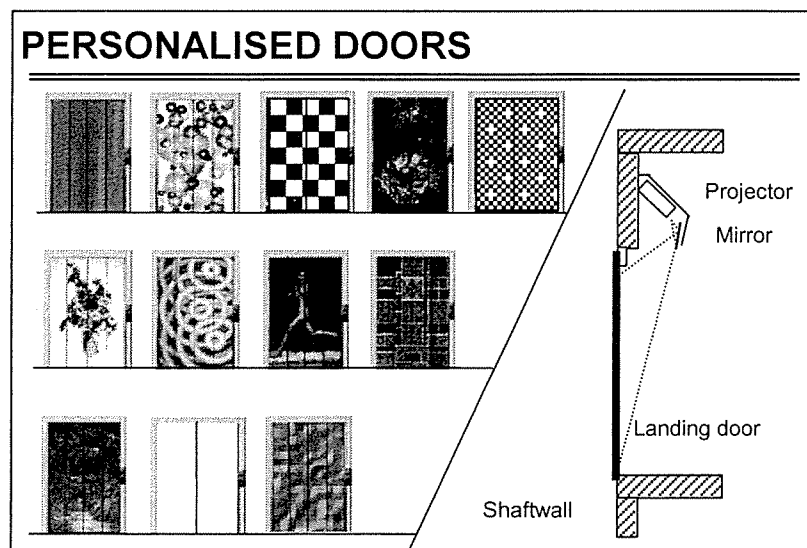 PERSONALISED DOORS
Projector
Mirror
Landing door
Shaftwall